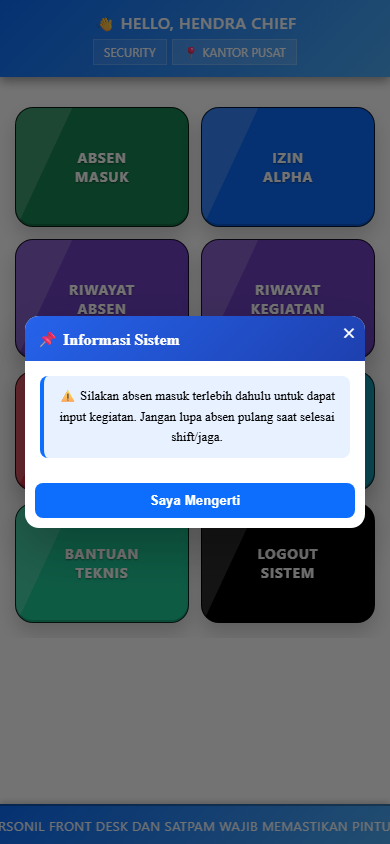 👋 HELLO, HENDRA CHIEF
SECURITY
📍 KANTOR PUSAT
ABSEN
MASUK
IZIN
ALPHA
RIWAYAT
ABSEN
RIWAYAT
KEGIATAN
📌 Informasi Sistem
×
⚠️ Silakan absen masuk terlebih dahulu untuk dapat
input kegiatan. Jangan lupa absen pulang saat selesai
shift/jaga.
Saya Mengerti
BANTUAN
TEKNIS
LOGOUT
SISTEM
RSONIL FRONT DESK DAN SATPAM WAJIB MEMASTIKAN PINTU